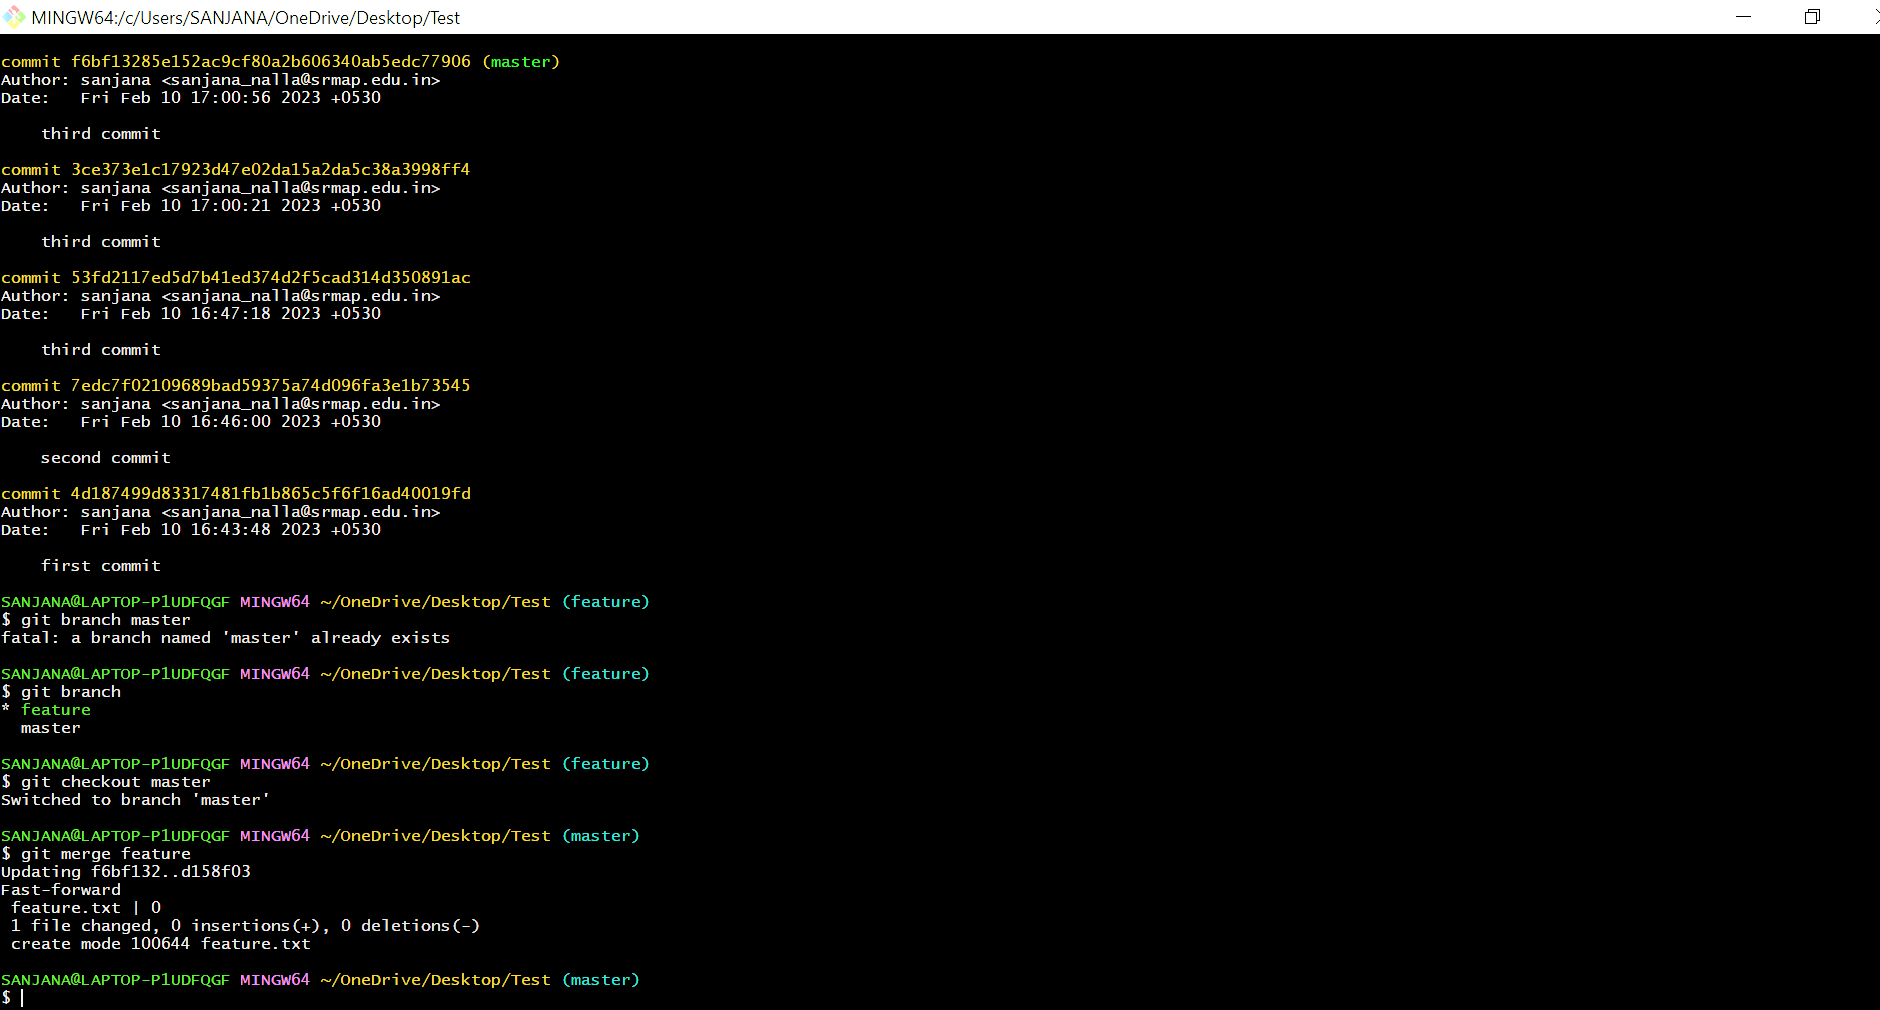 MINGW64:/c/Users/SANJANA/OneDrive/Desktop/Test
commit f6bf13285e152ac9cf80a2b606340ab5edc77906 (master)
Author: sanjana <sanjana_nalla@srmap.edu.in>
Date:   Fri Feb 10 17:00:56 2023 +0530
    third commit
commit 3ce373e1c17923d47e02da15a2da5c38a3998ff4
Author: sanjana <sanjana_nalla@srmap.edu.in>
Date:   Fri Feb 10 17:00:21 2023 +0530
    third commit
commit 53fd2117ed5d7b41ed374d2f5cad314d350891ac
Author: sanjana <sanjana_nalla@srmap.edu.in>
Date:   Fri Feb 10 16:47:18 2023 +0530
    third commit
commit 7edc7f02109689bad59375a74d096fa3e1b73545
Author: sanjana <sanjana_nalla@srmap.edu.in>
Date:   Fri Feb 10 16:46:00 2023 +0530
    second commit
commit 4d187499d83317481fb1b865c5f6f16ad40019fd
Author: sanjana <sanjana_nalla@srmap.edu.in>
Date:   Fri Feb 10 16:43:48 2023 +0530
    first commit
SANJANA@LAPTOP-P1UDFQGF MINGW64 ~/OneDrive/Desktop/Test (feature)
$ git branch master
fatal: a branch named 'master' already exists
SANJANA@LAPTOP-P1UDFQGF MINGW64 ~/OneDrive/Desktop/Test (feature)
$ git branch
* feature
  master
SANJANA@LAPTOP-P1UDFQGF MINGW64 ~/OneDrive/Desktop/Test (feature)
$ git checkout master
Switched to branch 'master'
SANJANA@LAPTOP-P1UDFQGF MINGW64 ~/OneDrive/Desktop/Test (master)
$ git merge feature
Updating f6bf132..d158f03
Fast-forward
 feature.txt | 0
 1 file changed, 0 insertions(+), 0 deletions(-)
 create mode 100644 feature.txt
SANJANA@LAPTOP-P1UDFQGF MINGW64 ~/OneDrive/Desktop/Test (master)
$